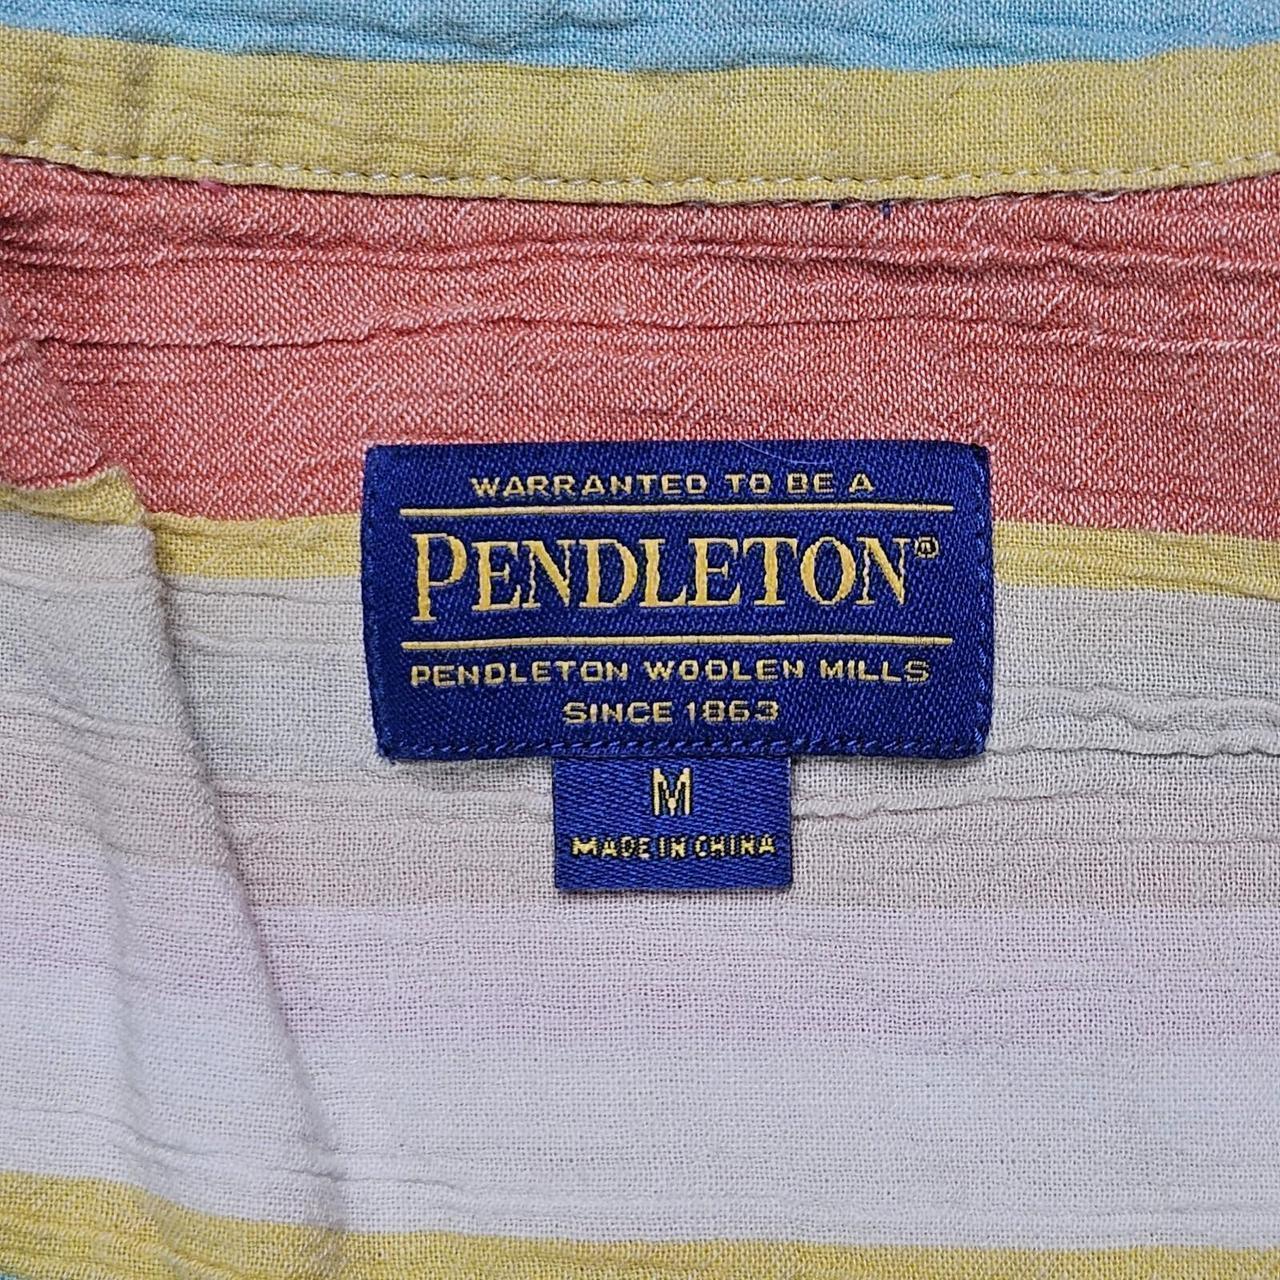 WARRANTED TO BE A
PENDLETON®
PENDLETON WOOLEN MILLS
SINCE 1863
M
MADE IN CHINA